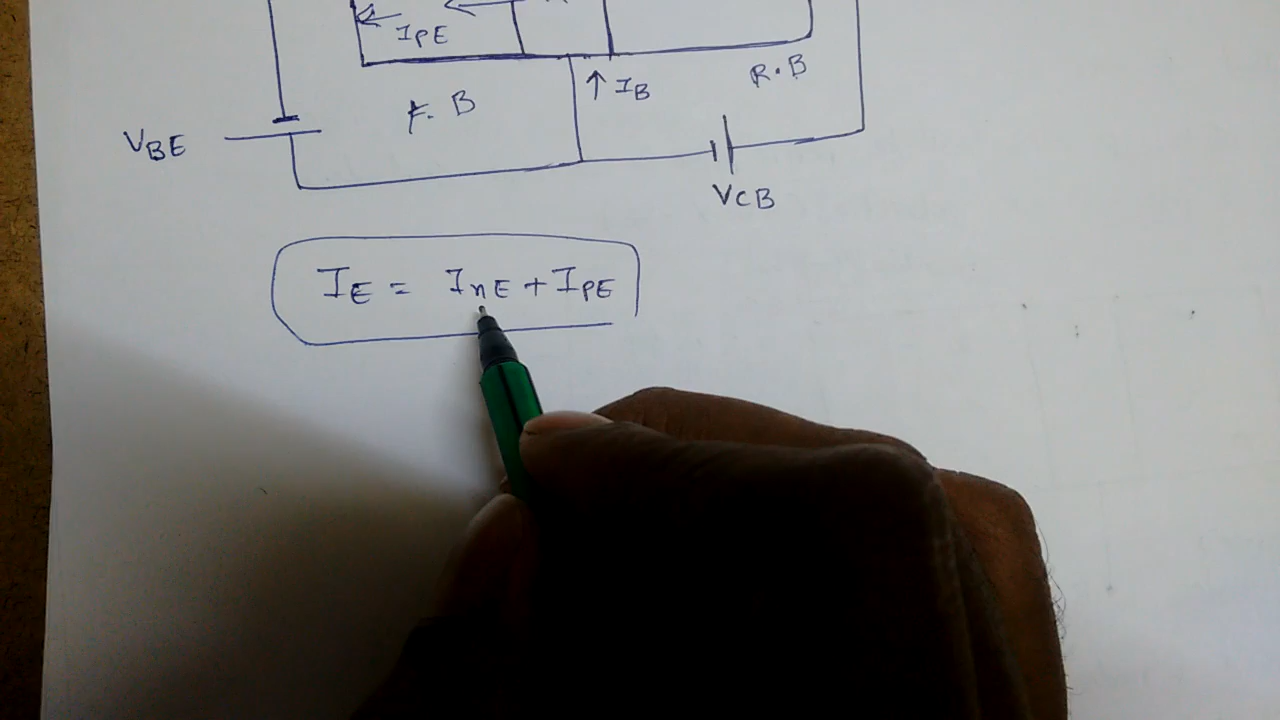 IPE
↑ IB
R.B
F.B
VBE
VCB
IE = InE + IPE